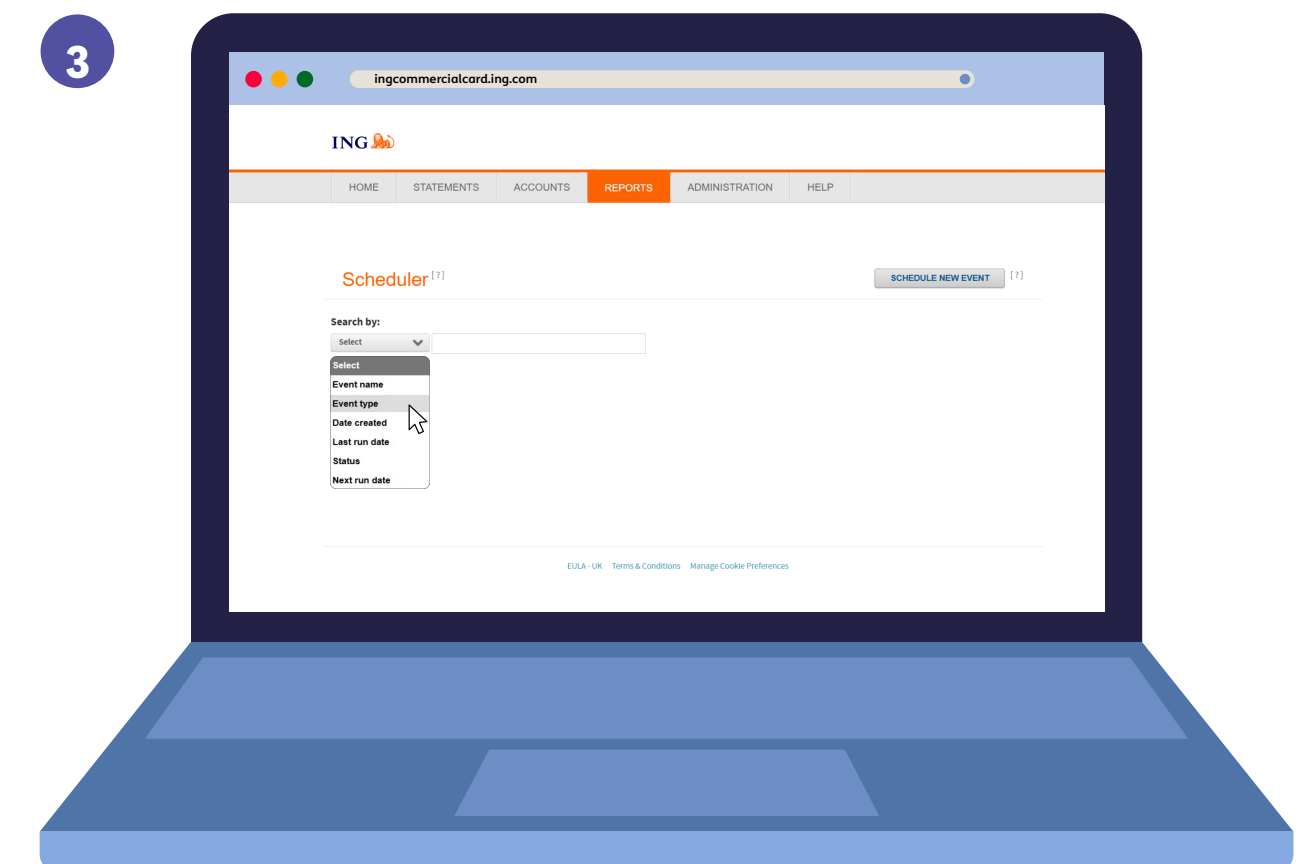 3
ingcommercialcard.ing.com
ING
HOME STATEMENTS ACCOUNTS REPORTS ADMINISTRATION HELP
Scheduler [?] SCHEDULE NEW EVENT [?]
Search by:
Select
Select
Event name
Event type
Date created
Last run date
Status
Next run date
EULA - UK Terms & Conditions Manage Cookie Preferences